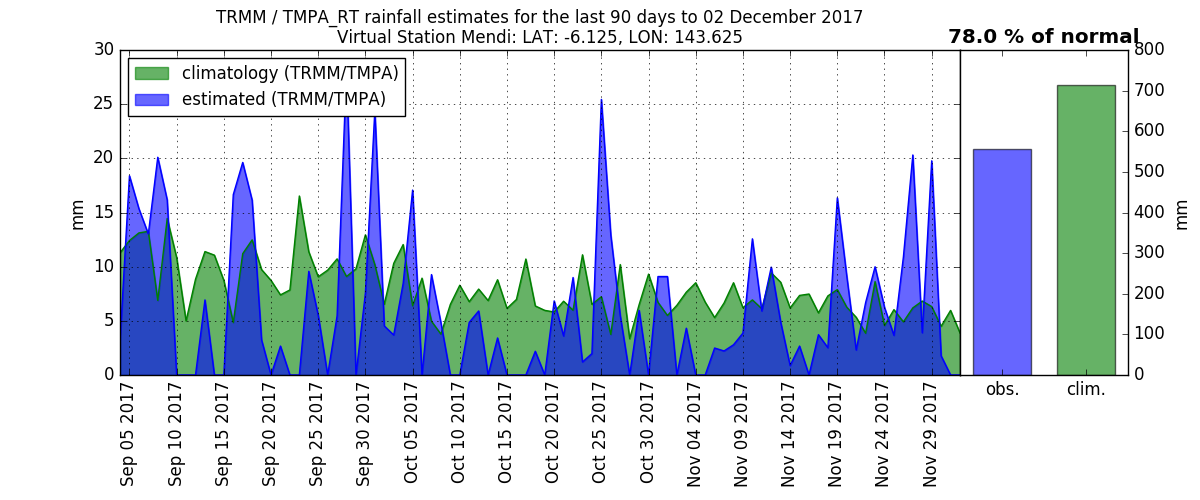 TRMM / TMPA_RT rainfall estimates for the last 90 days to 02 December 2017
Virtual Station Mendi: LAT: -6.125, LON: 143.625
78.0 % of normal
climatology (TRMM/TMPA)
estimated (TRMM/TMPA)
mm
30
25
20
15
10
5
0
Sep 05 2017
Sep 10 2017
Sep 15 2017
Sep 20 2017
Sep 25 2017
Sep 30 2017
Oct 05 2017
Oct 10 2017
Oct 15 2017
Oct 20 2017
Oct 25 2017
Oct 30 2017
Nov 04 2017
Nov 09 2017
Nov 14 2017
Nov 19 2017
Nov 24 2017
Nov 29 2017
obs.
clim.
800
700
600
500
400
300
200
100
0
mm